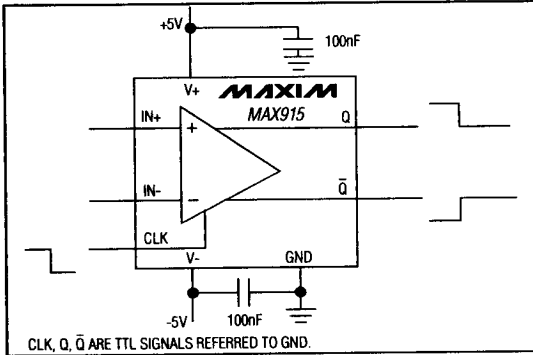 +5V
100nF
V+
MAXIM
MAX915
IN+
+
Q
IN-
−
Q̄
CLK
V-
GND
-5V
100nF
CLK, Q, Q̄ ARE TTL SIGNALS REFERRED TO GND.